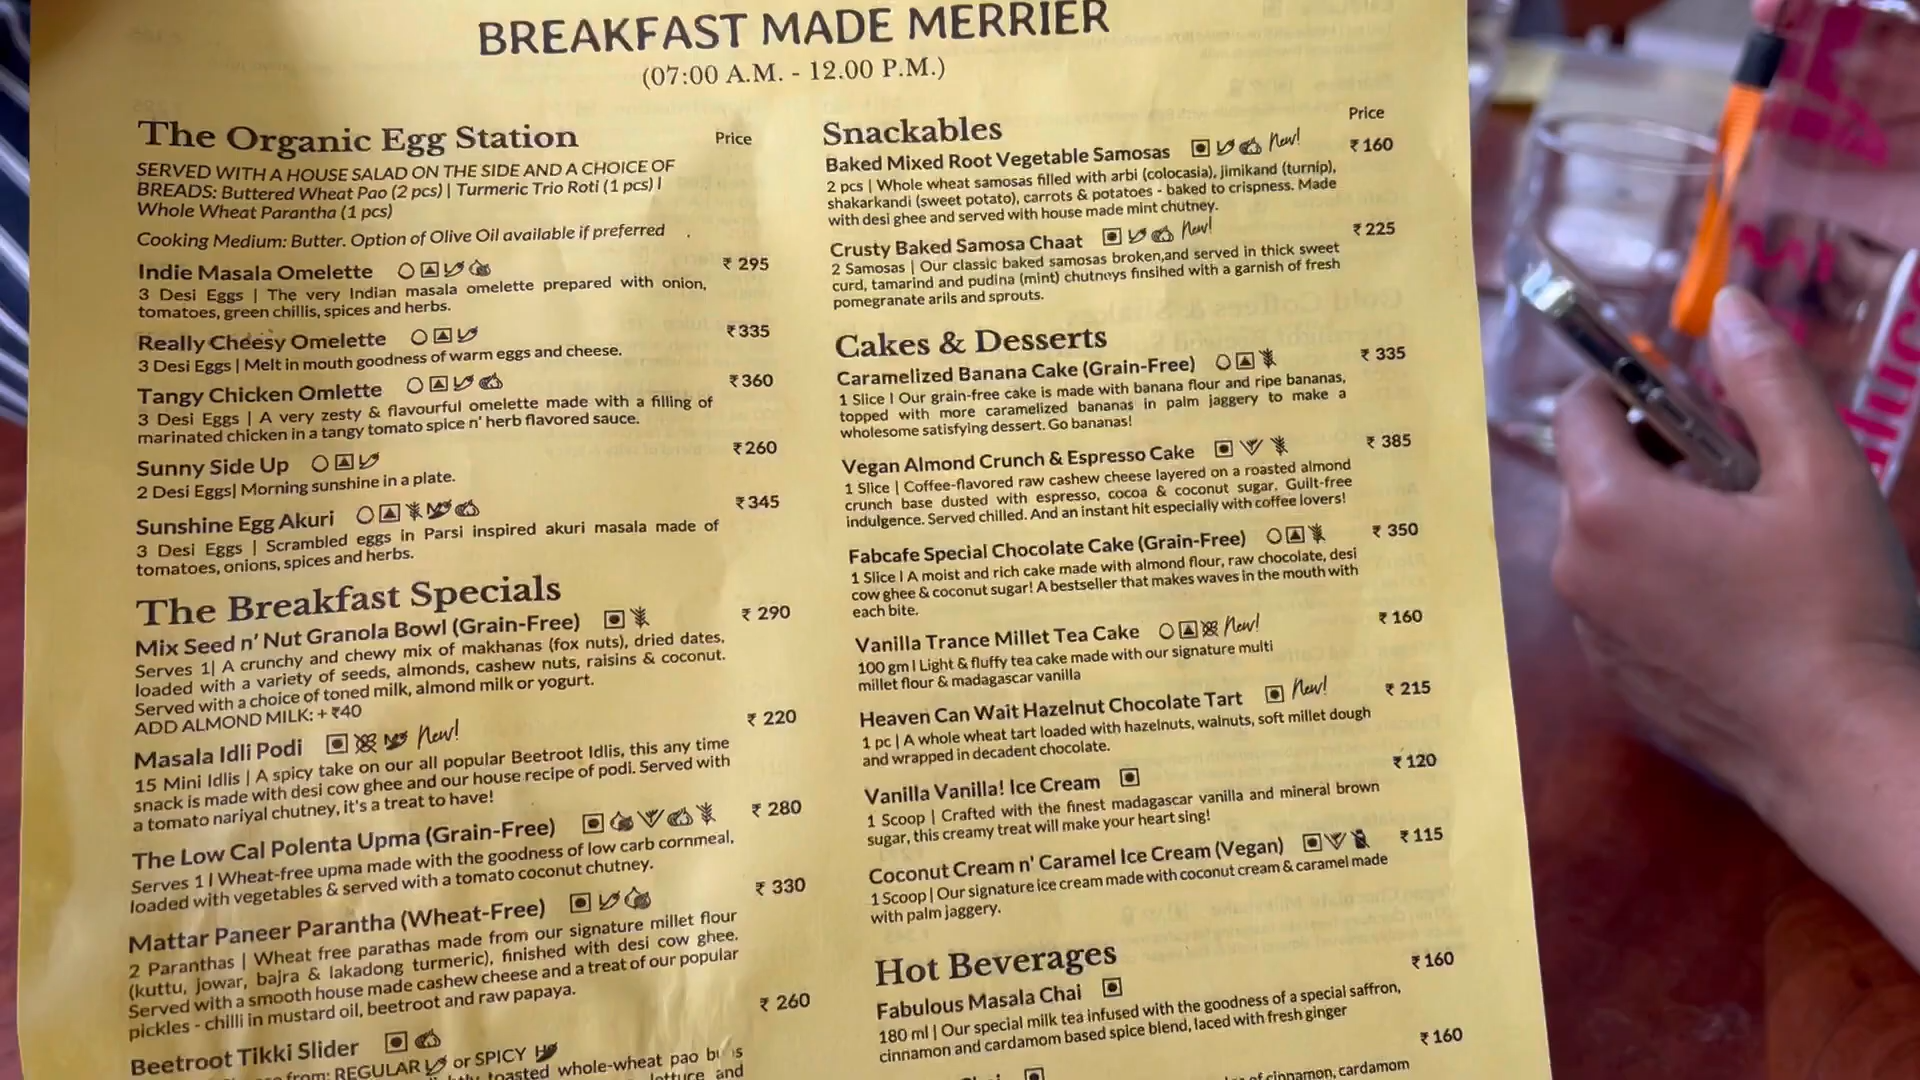 BREAKFAST MADE MERRIER
(07:00 A.M. - 12.00 P.M.)
The Organic Egg Station
Price
SERVED WITH A HOUSE SALAD ON THE SIDE AND A CHOICE OF
BREADS: Buttered Wheat Pao (2 pcs) | Turmeric Trio Roti (1 pcs) |
Whole Wheat Parantha (1 pcs)
Cooking Medium: Butter. Option of Olive Oil available if preferred
Indie Masala Omelette ₹ 295
3 Desi Eggs | The very Indian masala omelette prepared with onion,
tomatoes, green chillis, spices and herbs.
Really Cheesy Omelette ₹335
3 Desi Eggs | Melt in mouth goodness of warm eggs and cheese.
Tangy Chicken Omlette ₹360
3 Desi Eggs | A very zesty & flavourful omelette made with a filling of
marinated chicken in a tangy tomato spice n' herb flavored sauce.
Sunny Side Up ₹260
2 Desi Eggs| Morning sunshine in a plate.
Sunshine Egg Akuri ₹345
3 Desi Eggs | Scrambled eggs in Parsi inspired akuri masala made of
tomatoes, onions, spices and herbs.
The Breakfast Specials
Mix Seed n' Nut Granola Bowl (Grain-Free) ₹ 290
Serves 1| A crunchy and chewy mix of makhanas (fox nuts), dried dates,
loaded with a variety of seeds, almonds, cashew nuts, raisins & coconut.
Served with a choice of toned milk, almond milk or yogurt.
ADD ALMOND MILK: + ₹40
Masala Idli Podi New! ₹ 220
15 Mini Idlis | A spicy take on our all popular Beetroot Idlis, this any time
snack is made with desi cow ghee and our house recipe of podi. Served with
a tomato nariyal chutney, it's a treat to have!
The Low Cal Polenta Upma (Grain-Free) ₹ 280
Serves 1 | Wheat-free upma made with the goodness of low carb cornmeal,
loaded with vegetables & served with a tomato coconut chutney.
Mattar Paneer Parantha (Wheat-Free) ₹ 330
2 Paranthas | Wheat free parathas made from our signature millet flour
(kuttu, jowar, bajra & lakadong turmeric), finished with desi cow ghee.
Served with a smooth house made cashew cheese and a treat of our popular
pickles - chilli in mustard oil, beetroot and raw papaya.
Beetroot Tikki Slider ₹ 260
from: REGULAR or SPICY
toasted whole-wheat pao
lettuce and
Snackables
Price
Baked Mixed Root Vegetable Samosas New! ₹ 160
2 pcs | Whole wheat samosas filled with arbi (colocasia), jimikand (turnip),
shakarkandi (sweet potato), carrots & potatoes - baked to crispness. Made
with desi ghee and served with house made mint chutney.
Crusty Baked Samosa Chaat New! ₹ 225
2 Samosas | Our classic baked samosas broken,and served in thick sweet
curd, tamarind and pudina (mint) chutneys finsihed with a garnish of fresh
pomegranate arils and sprouts.
Cakes & Desserts
Caramelized Banana Cake (Grain-Free) ₹ 335
1 Slice | Our grain-free cake is made with banana flour and ripe bananas,
topped with more caramelized bananas in palm jaggery to make a
wholesome satisfying dessert. Go bananas!
Vegan Almond Crunch & Espresso Cake ₹ 385
1 Slice | Coffee-flavored raw cashew cheese layered on a roasted almond
crunch base dusted with espresso, cocoa & coconut sugar. Guilt-free
indulgence. Served chilled. And an instant hit especially with coffee lovers!
Fabcafe Special Chocolate Cake (Grain-Free) ₹ 350
1 Slice | A moist and rich cake made with almond flour, raw chocolate, desi
cow ghee & coconut sugar! A bestseller that makes waves in the mouth with
each bite.
Vanilla Trance Millet Tea Cake New! ₹ 160
100 gm | Light & fluffy tea cake made with our signature multi
millet flour & madagascar vanilla
Heaven Can Wait Hazelnut Chocolate Tart New! ₹ 215
1 pc | A whole wheat tart loaded with hazelnuts, walnuts, soft millet dough
and wrapped in decadent chocolate.
Vanilla Vanilla! Ice Cream ₹120
1 Scoop | Crafted with the finest madagascar vanilla and mineral brown
sugar, this creamy treat will make your heart sing!
Coconut Cream n' Caramel Ice Cream (Vegan) ₹115
1 Scoop | Our signature ice cream made with coconut cream & caramel made
with palm jaggery.
Hot Beverages
Fabulous Masala Chai ₹160
180 ml | Our special milk tea infused with the goodness of a special saffron,
cinnamon and cardamom based spice blend, laced with fresh ginger
₹160
of cinnamon, cardamom